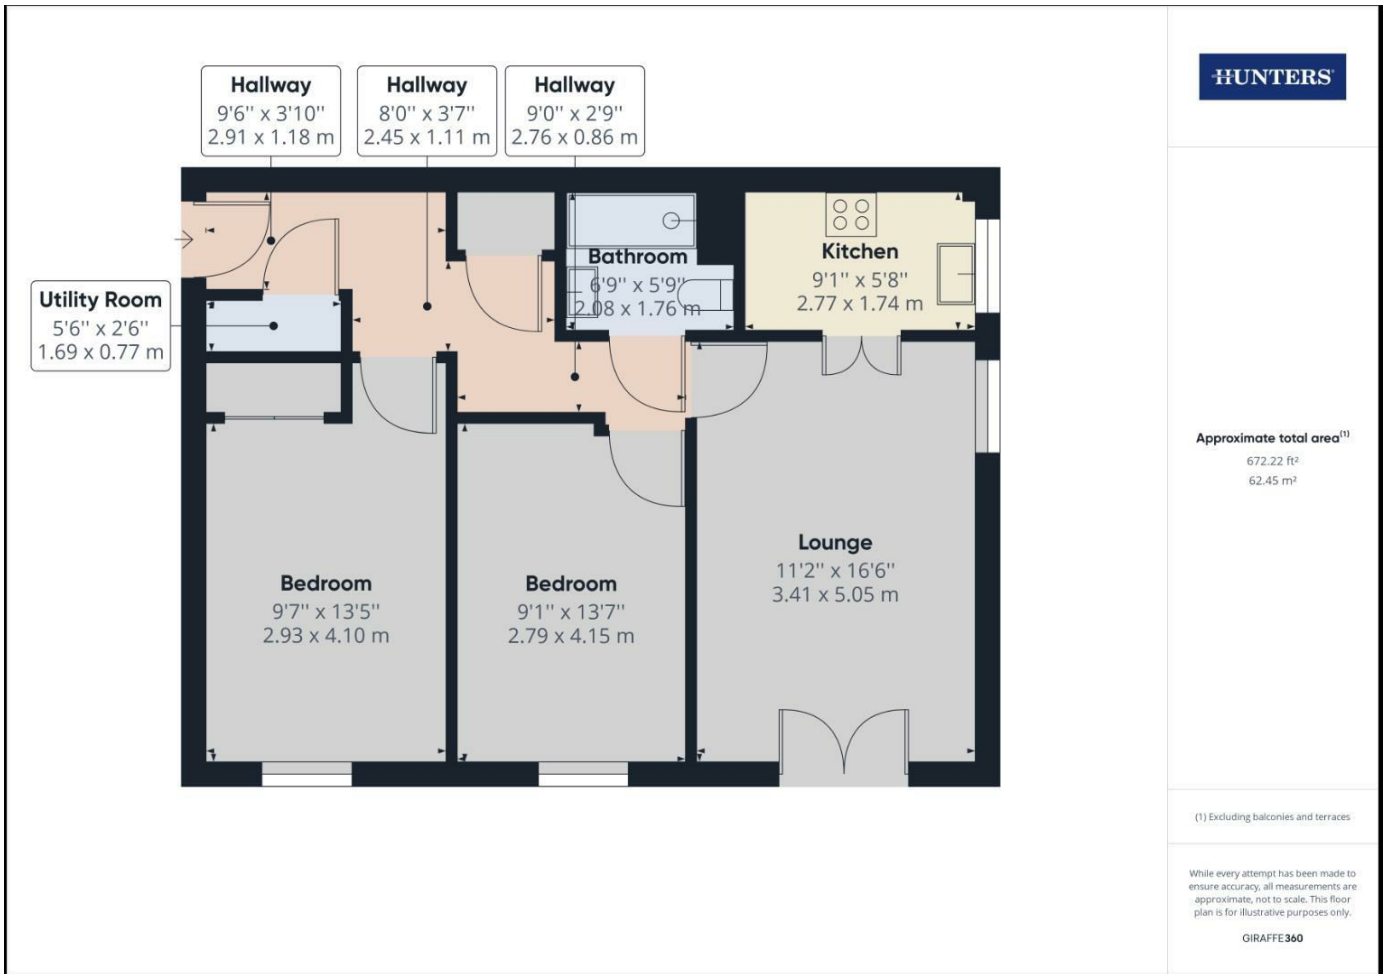 Hallway
9'6'' x 3'10''
2.91 x 1.18 m
Hallway
8'0'' x 3'7''
2.45 x 1.11 m
Hallway
9'0'' x 2'9''
2.76 x 0.86 m
Utility Room
5'6'' x 2'6''
1.69 x 0.77 m
Bathroom
6'9'' x 5'9''
2.08 x 1.76 m
Kitchen
9'1'' x 5'8''
2.77 x 1.74 m
Bedroom
9'7'' x 13'5''
2.93 x 4.10 m
Bedroom
9'1'' x 13'7''
2.79 x 4.15 m
Lounge
11'2'' x 16'6''
3.41 x 5.05 m
HUNTERS
Approximate total area(1)
672.22 ft²
62.45 m²
(1) Excluding balconies and terraces
While every attempt has been made to
ensure accuracy, all measurements are
approximate, not to scale. This floor
plan is for illustrative purposes only.
GIRAFFE360